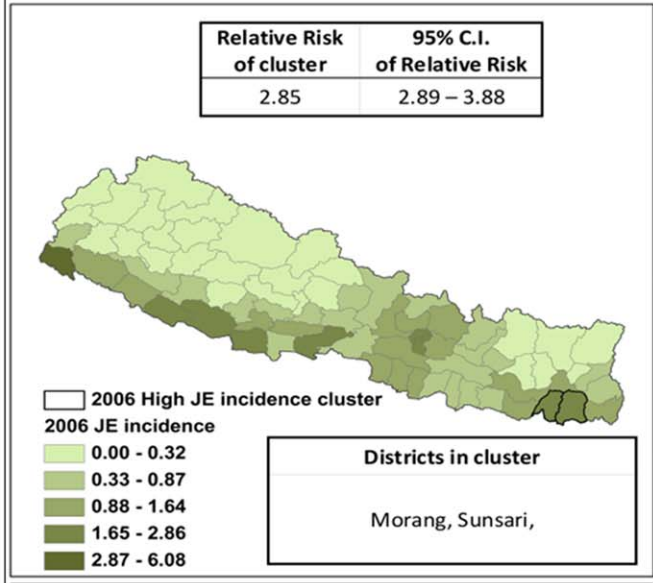 Relative Risk of cluster
95% C.I. of Relative Risk
2.85
2.89 – 3.88
2006 High JE incidence cluster
2006 JE incidence
0.00 - 0.32
0.33 - 0.87
0.88 - 1.64
1.65 - 2.86
2.87 - 6.08
Districts in cluster
Morang, Sunsari,